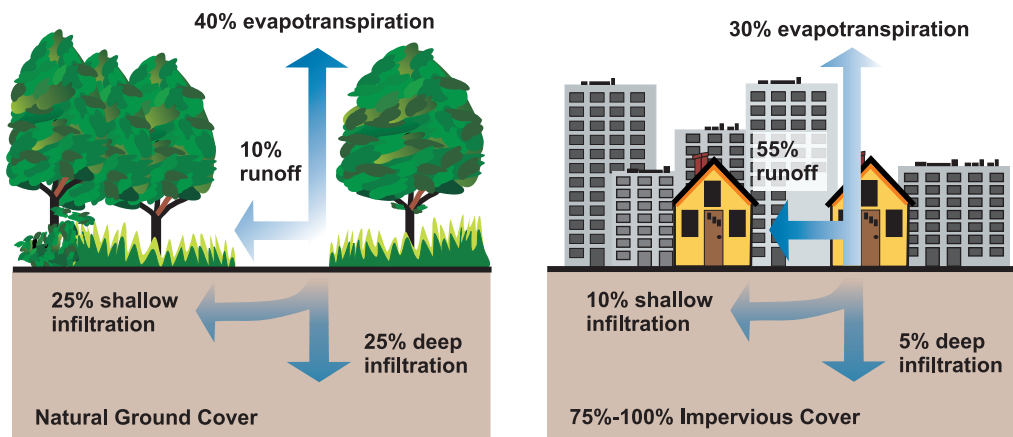 40% evapotranspiration
10%
runoff
25% shallow
infiltration
25% deep
infiltration
Natural Ground Cover
30% evapotranspiration
55%
runoff
10% shallow
infiltration
5% deep
infiltration
75%-100% Impervious Cover